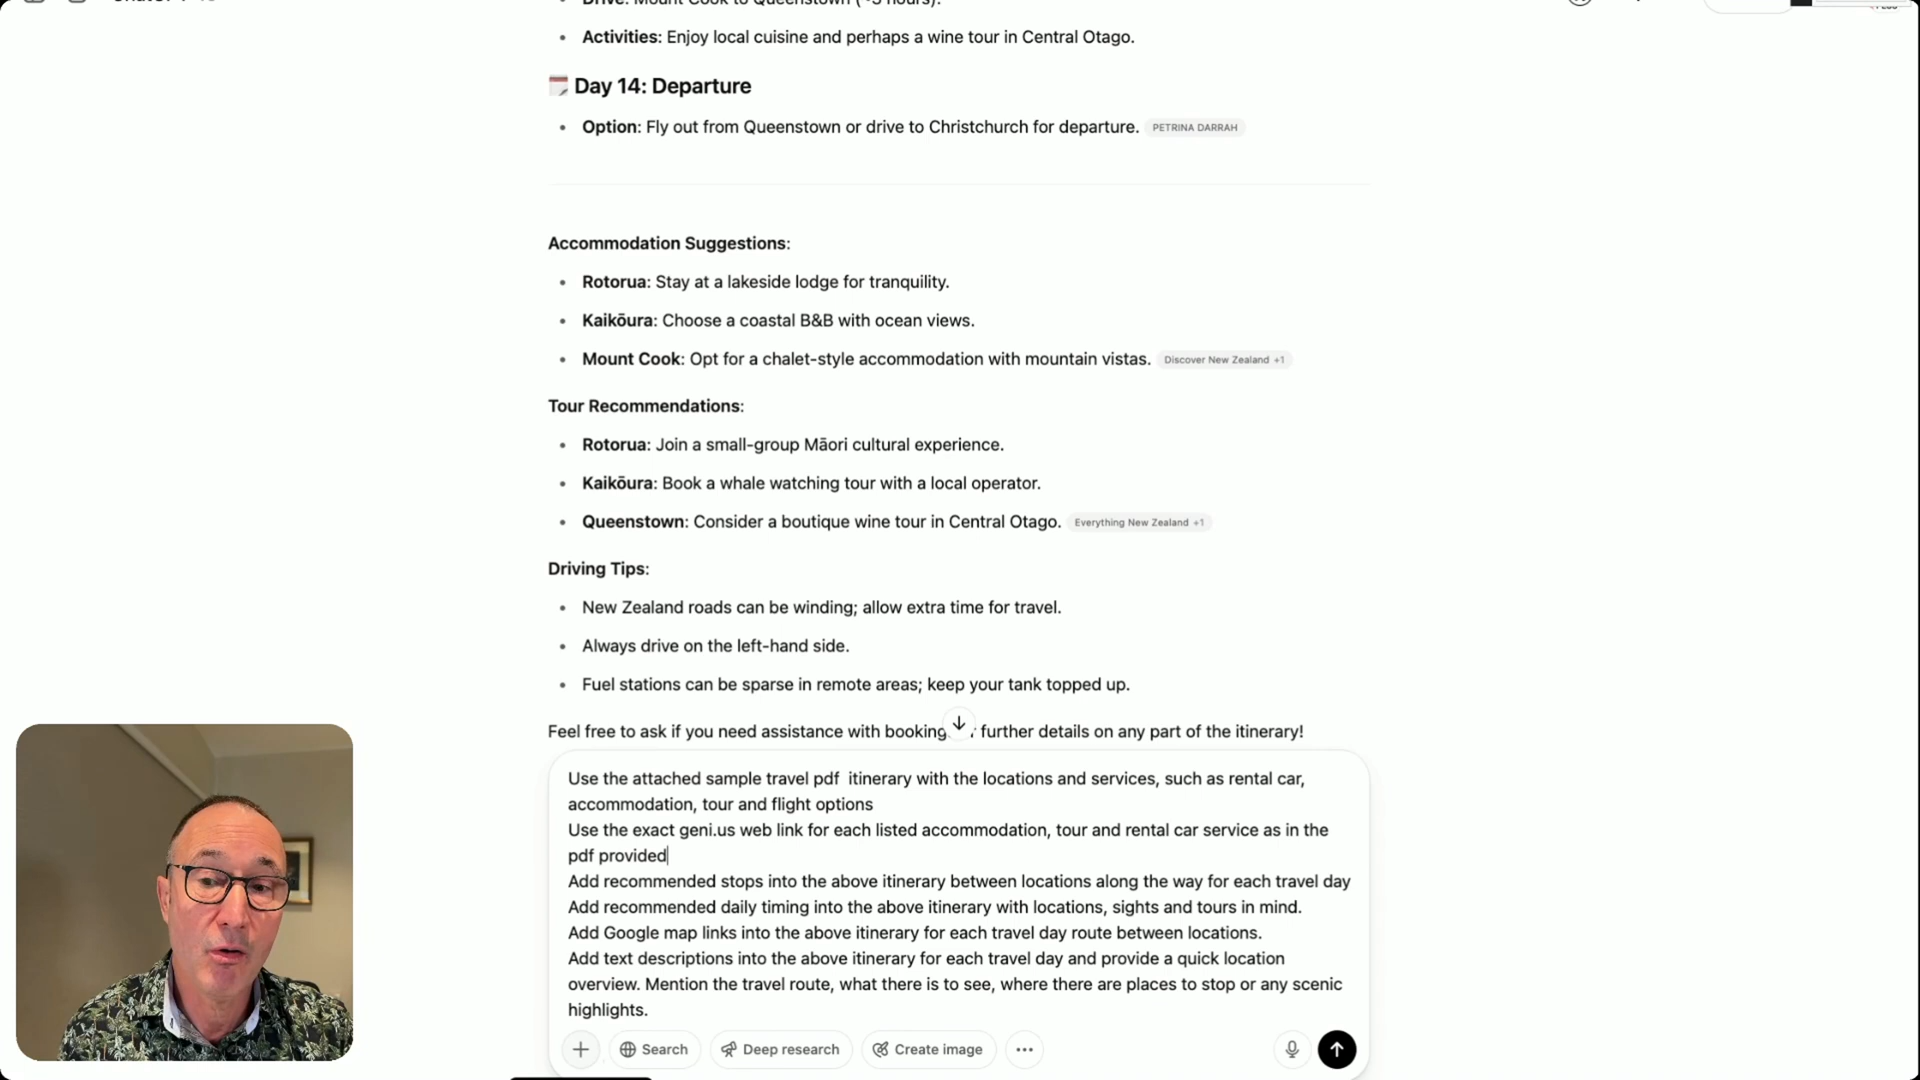 Activities: Enjoy local cuisine and perhaps a wine tour in Central Otago.
Day 14: Departure
Option: Fly out from Queenstown or drive to Christchurch for departure. PETRINA DARRAH
Accommodation Suggestions:
Rotorua: Stay at a lakeside lodge for tranquility.
Kaikōura: Choose a coastal B&B with ocean views.
Mount Cook: Opt for a chalet-style accommodation with mountain vistas. Discover New Zealand +1
Tour Recommendations:
Rotorua: Join a small-group Māori cultural experience.
Kaikōura: Book a whale watching tour with a local operator.
Queenstown: Consider a boutique wine tour in Central Otago. Everything New Zealand +1
Driving Tips:
New Zealand roads can be winding; allow extra time for travel.
Always drive on the left-hand side.
Fuel stations can be sparse in remote areas; keep your tank topped up.
Feel free to ask if you need assistance with booking further details on any part of the itinerary!
Use the attached sample travel pdf  itinerary with the locations and services, such as rental car,
accommodation, tour and flight options
Use the exact geni.us web link for each listed accommodation, tour and rental car service as in the
pdf provided
Add recommended stops into the above itinerary between locations along the way for each travel day
Add recommended daily timing into the above itinerary with locations, sights and tours in mind.
Add Google map links into the above itinerary for each travel day route between locations.
Add text descriptions into the above itinerary for each travel day and provide a quick location
overview. Mention the travel route, what there is to see, where there are places to stop or any scenic
highlights.
Search Deep research Create image